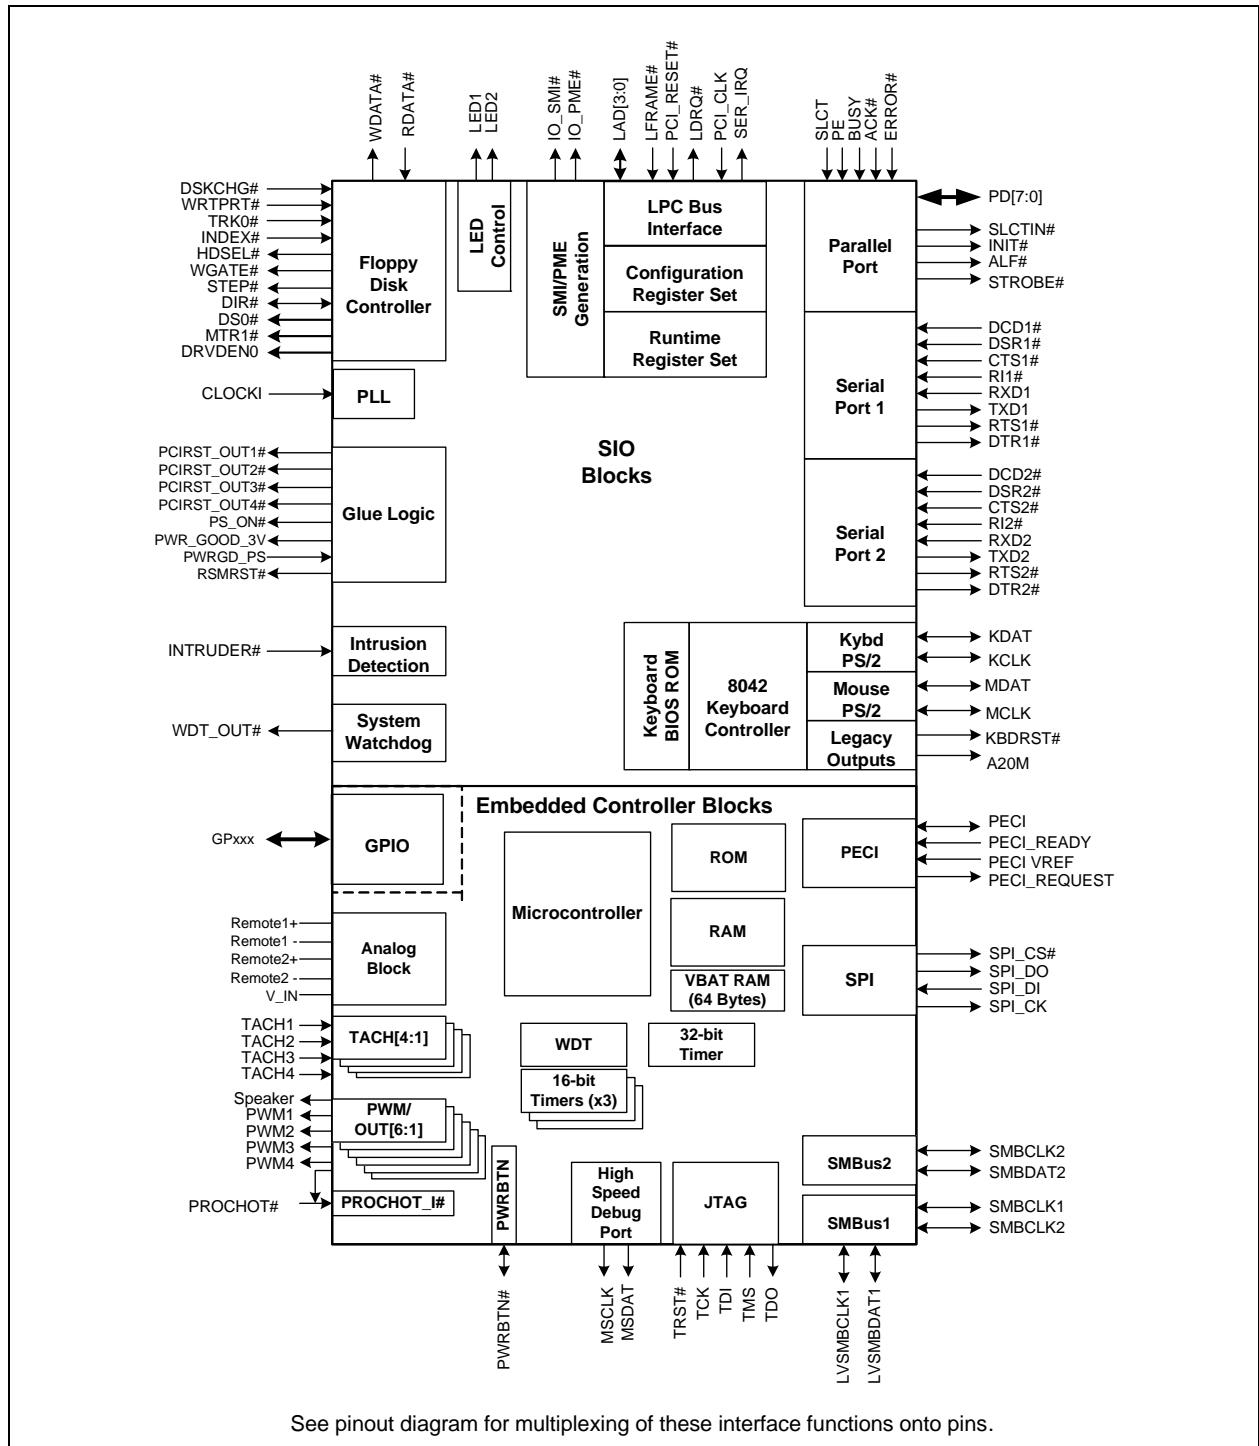 WDATA#
RDATA#
LED1
LED2
IO_SMI#
IO_PME#
LAD[3:0]
LFRAME#
PCI_RESET#
LDRQ#
PCI_CLK
SER_IRQ
SLCT
PE
BUSY
ACK#
ERROR#
DSKCHG#
WRTPRT#
TRK0#
INDEX#
HDSEL#
WGATE#
STEP#
DIR#
DS0#
MTR1#
DRVDEN0
Floppy
Disk
Controller
LED
Control
SMI/PME
Generation
LPC Bus
Interface
Configuration
Register Set
Runtime
Register Set
Parallel
Port
PD[7:0]
SLCTIN#
INIT#
ALF#
STROBE#
CLOCKI
PLL
Serial
Port 1
DCD1#
DSR1#
CTS1#
RI1#
RXD1
TXD1
RTS1#
DTR1#
SIO
Blocks
PCIRST_OUT1#
PCIRST_OUT2#
PCIRST_OUT3#
PCIRST_OUT4#
PS_ON#
PWR_GOOD_3V
PWRGD_PS
RSMRST#
Glue Logic
Serial
Port 2
DCD2#
DSR2#
CTS2#
RI2#
RXD2
TXD2
RTS2#
DTR2#
INTRUDER#
Intrusion
Detection
WDT_OUT#
System
Watchdog
Keyboard
BIOS ROM
8042
Keyboard
Controller
Kybd
PS/2
Mouse
PS/2
Legacy
Outputs
KDAT
KCLK
MDAT
MCLK
KBDRST#
A20M
Embedded Controller Blocks
GPxxx
GPIO
Microcontroller
ROM
RAM
VBAT RAM
(64 Bytes)
PECI
PECI
PECI_READY
PECI VREF
PECI_REQUEST
Remote1+
Remote1 -
Remote2+
Remote2 -
V_IN
Analog
Block
SPI
SPI_CS#
SPI_DO
SPI_DI
SPI_CK
TACH1
TACH2
TACH3
TACH4
TACH[4:1]
WDT
32-bit
Timer
16-bit
Timers (x3)
Speaker
PWM1
PWM2
PWM3
PWM4
PWM/
OUT[6:1]
PROCHOT#
PROCHOT_I#
PWRBTN
High
Speed
Debug
Port
JTAG
SMBus2
SMBus1
SMBCLK2
SMBDAT2
SMBCLK1
SMBCLK2
PWRBTN#
MSCLK
MSDAT
TRST#
TCK
TDI
TMS
TDO
LVSMBCLK1
LVSMBDAT1
See pinout diagram for multiplexing of these interface functions onto pins.